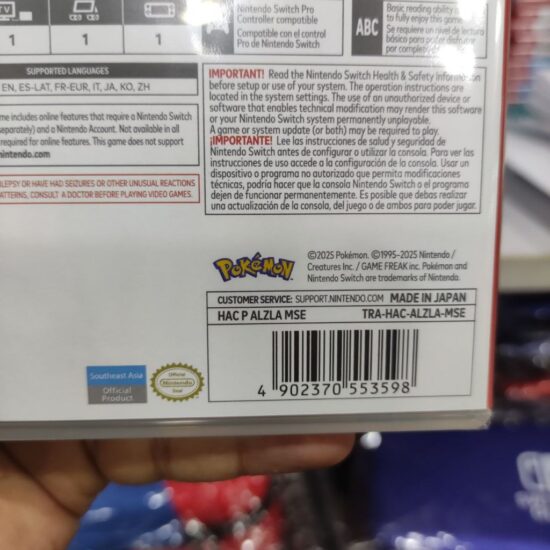 TV
1
1
1
Nintendo Switch Pro
Controller compatible
Compatible con el control
Pro de Nintendo Switch
ABC
Basic reading ability
to fully enjoy this game
Se requiere un nivel de lectura
básico para poder disfrutar
por completo
SUPPORTED LANGUAGES
EN, ES-LAT, FR-EUR, IT, JA, KO, ZH
me includes online features that require a Nintendo Switch
separately) and a Nintendo Account. Not available in all
required for online features. This game does not support
nintendo.com
LEPSY OR HAVE HAD SEIZURES OR OTHER UNUSUAL REACTIONS
ATTERNS, CONSULT A DOCTOR BEFORE PLAYING VIDEO GAMES.
IMPORTANT! Read the Nintendo Switch Health & Safety Information
before setup or use of your system. The operation instructions are
located in the system settings. The use of an unauthorized device or
software that enables technical modification may render this software
or your Nintendo Switch system permanently unplayable.
A game or system update (or both) may be required to play.
¡IMPORTANTE! Lee las instrucciones de salud y seguridad de
Nintendo Switch antes de configurar o utilizar la consola. Para ver las
instrucciones de uso accede a la configuración de la consola. Usar un
dispositivo o programa no autorizado que permita modificaciones
técnicas, podría hacer que la consola Nintendo Switch o el programa
dejen de funcionar permanentemente. Es posible que debas realizar
una actualización de la consola, del juego o de ambos para poder jugar.
POKéMON
©2025 Pokémon. ©1995-2025 Nintendo /
Creatures Inc. / GAME FREAK inc. Pokémon and
Nintendo Switch are trademarks of Nintendo.
CUSTOMER SERVICE: SUPPORT.NINTENDO.COM MADE IN JAPAN
HAC P ALZLA MSE TRA-HAC-ALZLA-MSE
Southeast Asia
Official
Product
Official
Nintendo
Seal
4 902370 553598